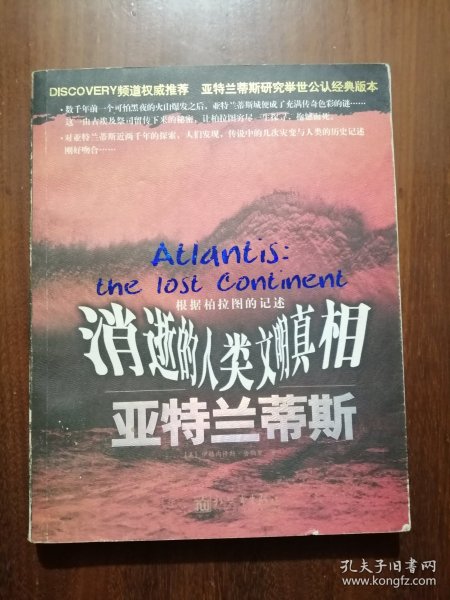 DISCOVERY频道权威推荐 亚特兰蒂斯研究举世公认经典版本
·数千年前一个可怕黑夜的火山爆发之后,亚特兰蒂斯城便成了充满传奇色彩的谜……
这一由古埃及祭司留传下来的秘密,让柏拉图穷尽一生探寻,抱憾而死。
·对亚特兰蒂斯近两千年的探索,人们发现,传说中的几次灾变与人类的历史记述
刚好吻合……
Atlantis:
the lost Continent
根据柏拉图的记述
消逝的人类文明真相
亚特兰蒂斯
孔夫子旧书网
www.kongfz.com